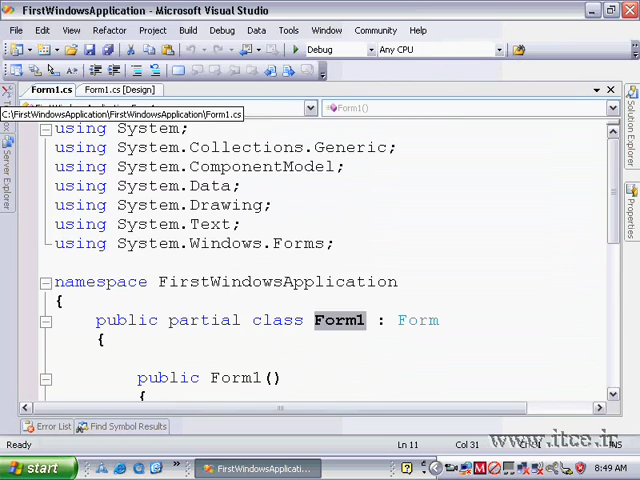 FirstWindowsApplication - Microsoft Visual Studio
File Edit View Refactor Project Build Debug Data Tools Window Community Help
Debug Any CPU
Form1.cs Form1.cs [Design]
Form1()
C:\FirstWindowsApplication\FirstWindowsApplication\Form1.cs
using System;
using System.Collections.Generic;
using System.ComponentModel;
using System.Data;
using System.Drawing;
using System.Text;
using System.Windows.Forms;
namespace FirstWindowsApplication
{
public partial class Form1 : Form
{
public Form1()
{
Server Explorer
Solution Explorer
Properties
Error List Find Symbol Results
www.itce.ir
Ready Ln 11 Col 31 INS
start FirstWindowsApplicati... 8:49 AM